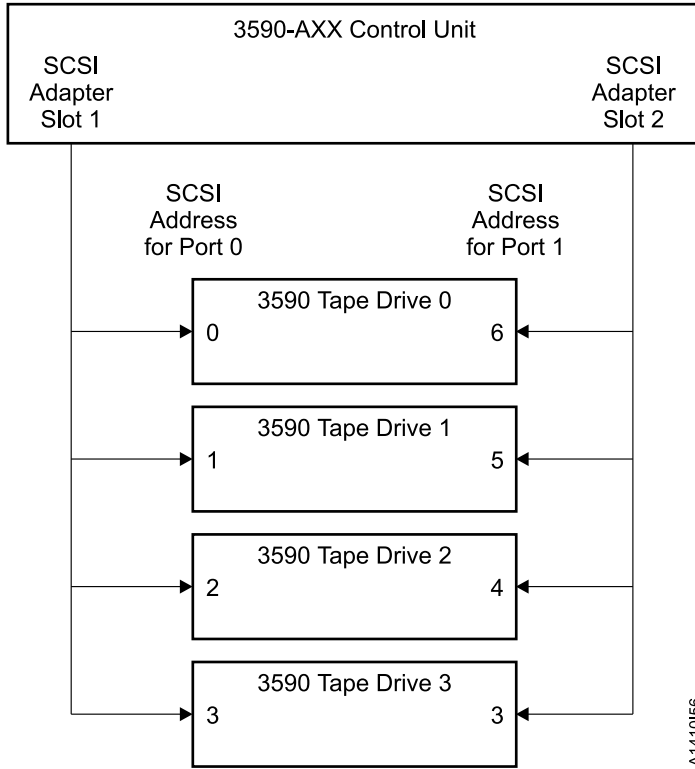 3590-AXX Control Unit
SCSI
Adapter
Slot 1
SCSI
Adapter
Slot 2
SCSI
Address
for Port 0
SCSI
Address
for Port 1
3590 Tape Drive 0
0
6
3590 Tape Drive 1
1
5
3590 Tape Drive 2
2
4
3590 Tape Drive 3
3
3
A1410I56